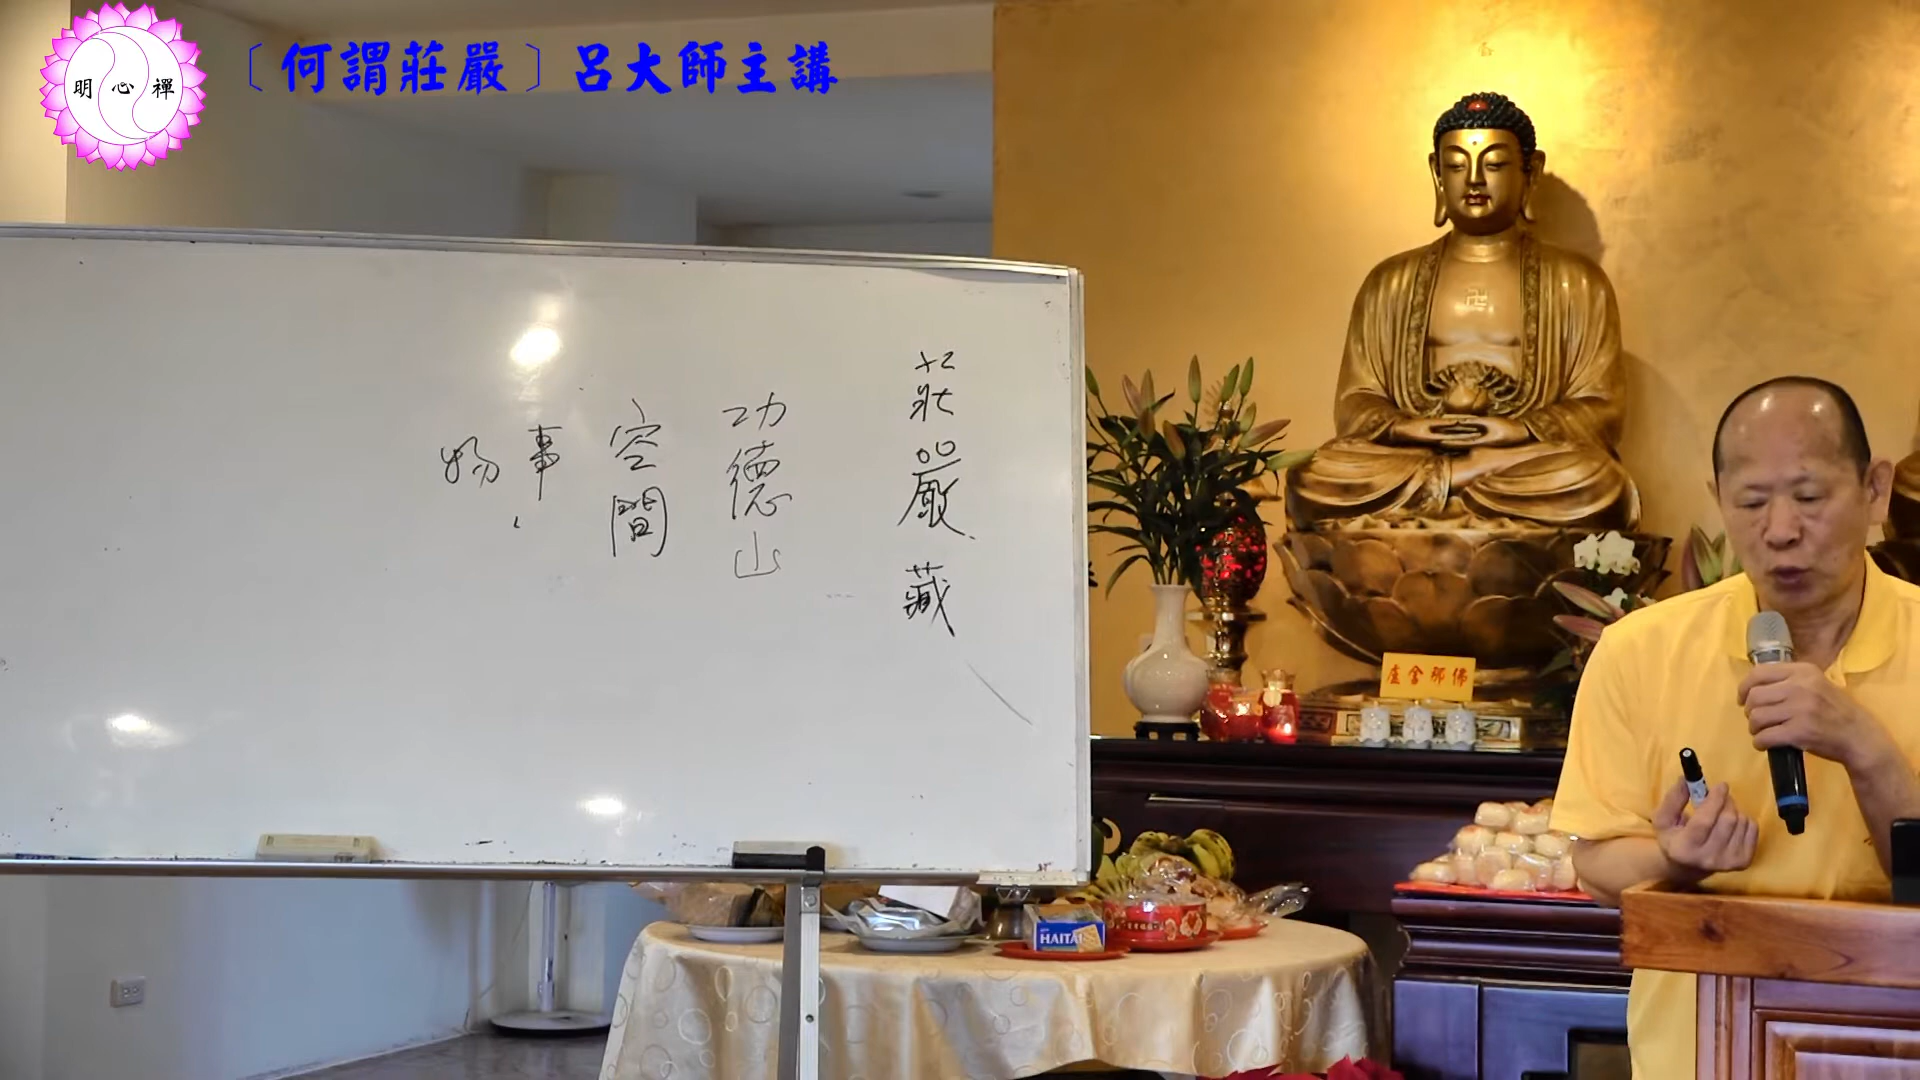 明心禪
〔何謂莊嚴〕呂大師主講
莊嚴藏
功德山
空間
事、
物
盧舍那佛
HAITAI
卍